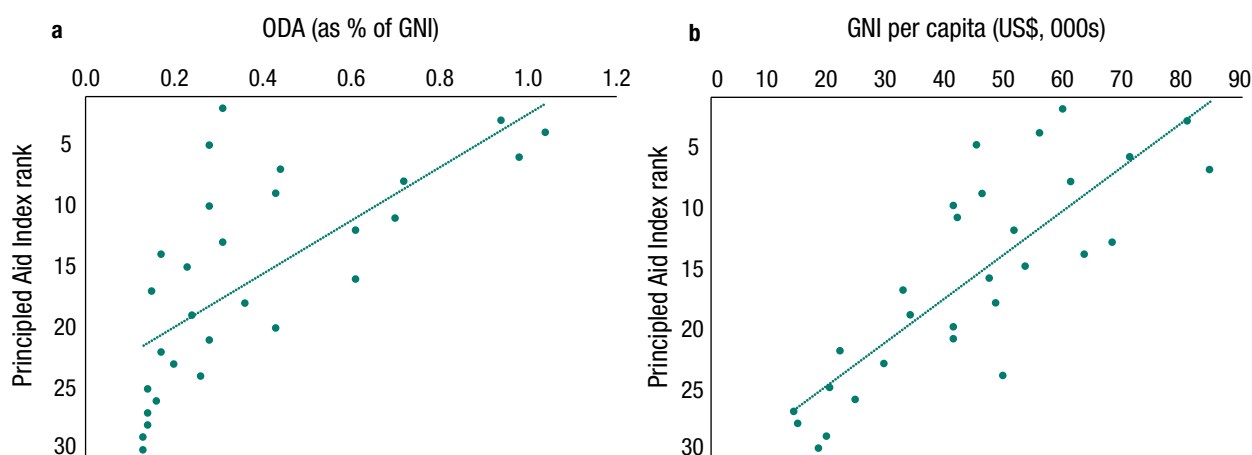 a
ODA (as % of GNI)
0.0 0.2 0.4 0.6 0.8 1.0 1.2
Principled Aid Index rank
5
10
15
20
25
30
b
GNI per capita (US$, 000s)
0 10 20 30 40 50 60 70 80 90
Principled Aid Index rank
5
10
15
20
25
30